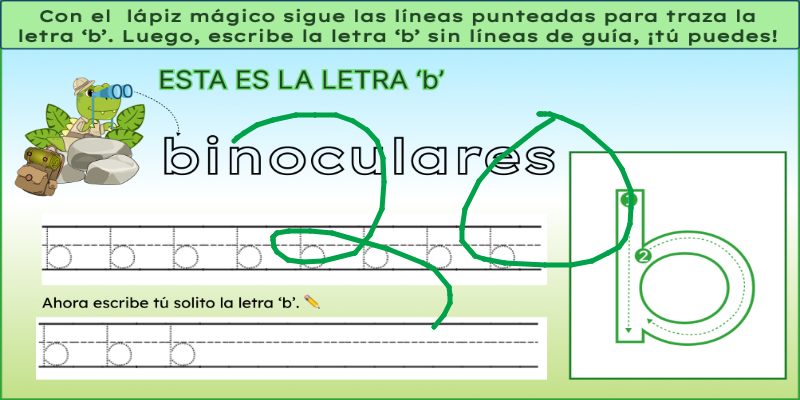 Con el lápiz mágico sigue las líneas punteadas para traza la
letra ‘b’. Luego, escribe la letra ‘b’ sin líneas de guía, ¡tú puedes!
ESTA ES LA LETRA ‘b’
binoculares
b b b b b b b b
Ahora escribe tú solito la letra ‘b’. ✏️
b b b
1
2
b